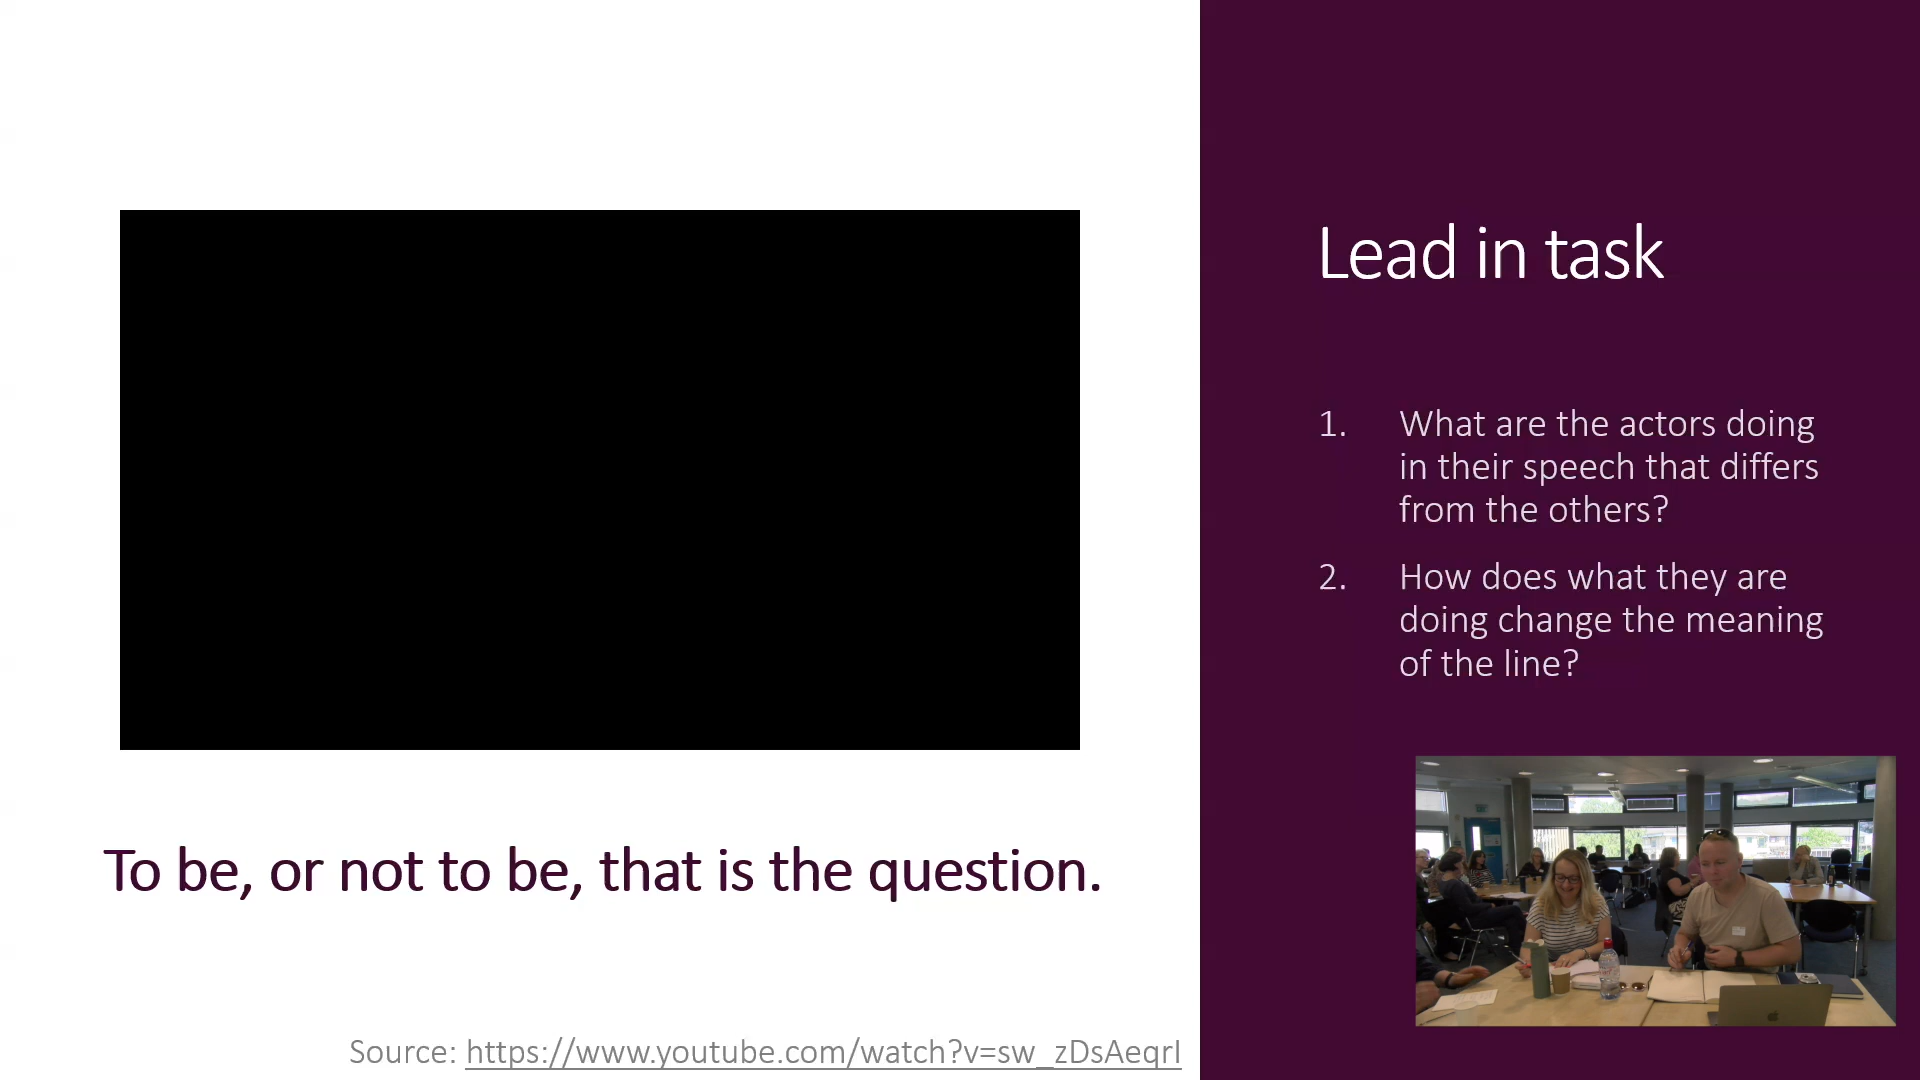 Lead in task
1. What are the actors doing
in their speech that differs
from the others?
2. How does what they are
doing change the meaning
of the line?
To be, or not to be, that is the question.
Source: https://www.youtube.com/watch?v=sw_zDsAeqrI